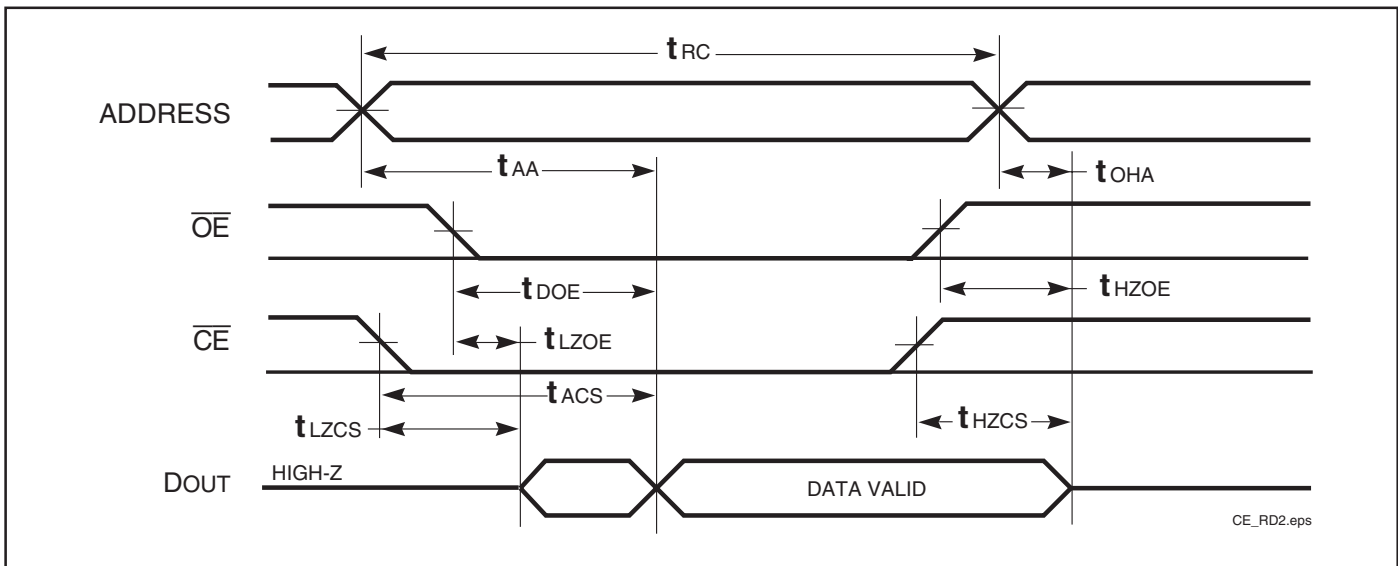 tRC
ADDRESS
tAA
tOHA
OE
tDOE
tHZOE
CE
tLZOE
tACS
tLZCS
tHZCS
DOUT
HIGH-Z
DATA VALID
CE_RD2.eps